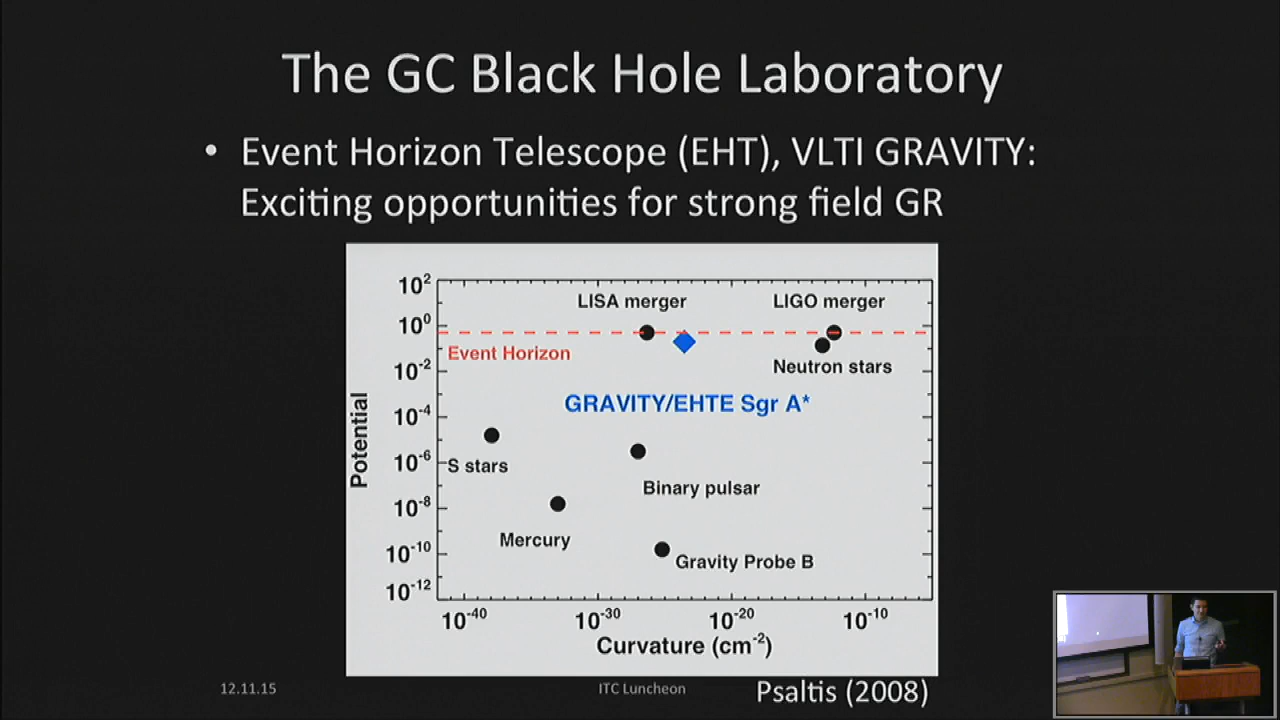 The GC Black Hole Laboratory
• Event Horizon Telescope (EHT), VLTI GRAVITY:
Exciting opportunities for strong field GR
10²
10⁰
10⁻²
10⁻⁴
10⁻⁶
10⁻⁸
10⁻¹⁰
10⁻¹²
Potential
LISA merger
LIGO merger
Event Horizon
Neutron stars
GRAVITY/EHTE Sgr A*
S stars
Binary pulsar
Mercury
Gravity Probe B
10⁻⁴⁰
10⁻³⁰
10⁻²⁰
10⁻¹⁰
Curvature (cm⁻²)
12.11.15
ITC Luncheon
Psaltis (2008)